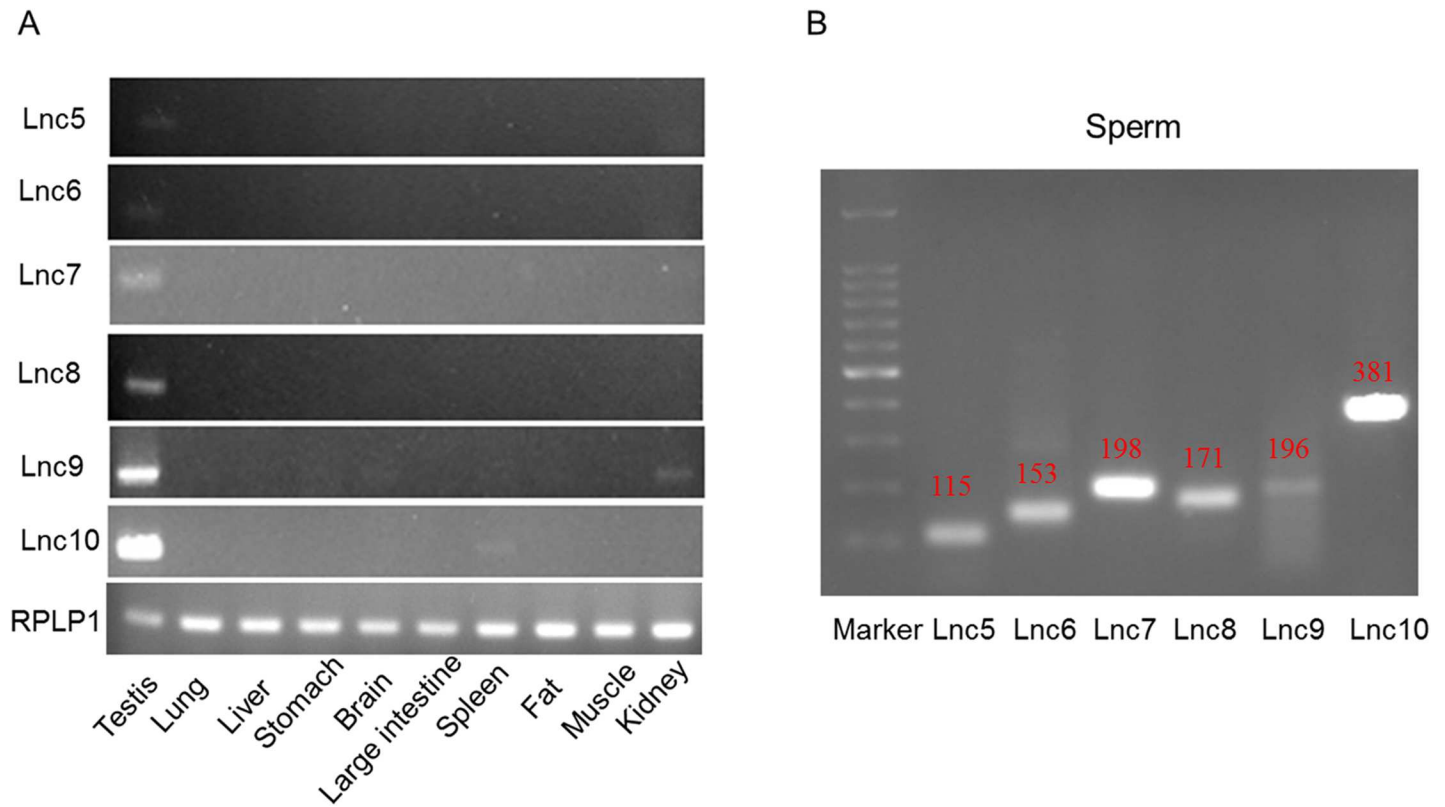 A
Lnc5
Lnc6
Lnc7
Lnc8
Lnc9
Lnc10
RPLP1
Testis
Lung
Liver
Stomach
Brain
Large intestine
Spleen
Fat
Muscle
Kidney
B
Sperm
381
198
171
196
153
115
Marker Lnc5 Lnc6 Lnc7 Lnc8 Lnc9 Lnc10